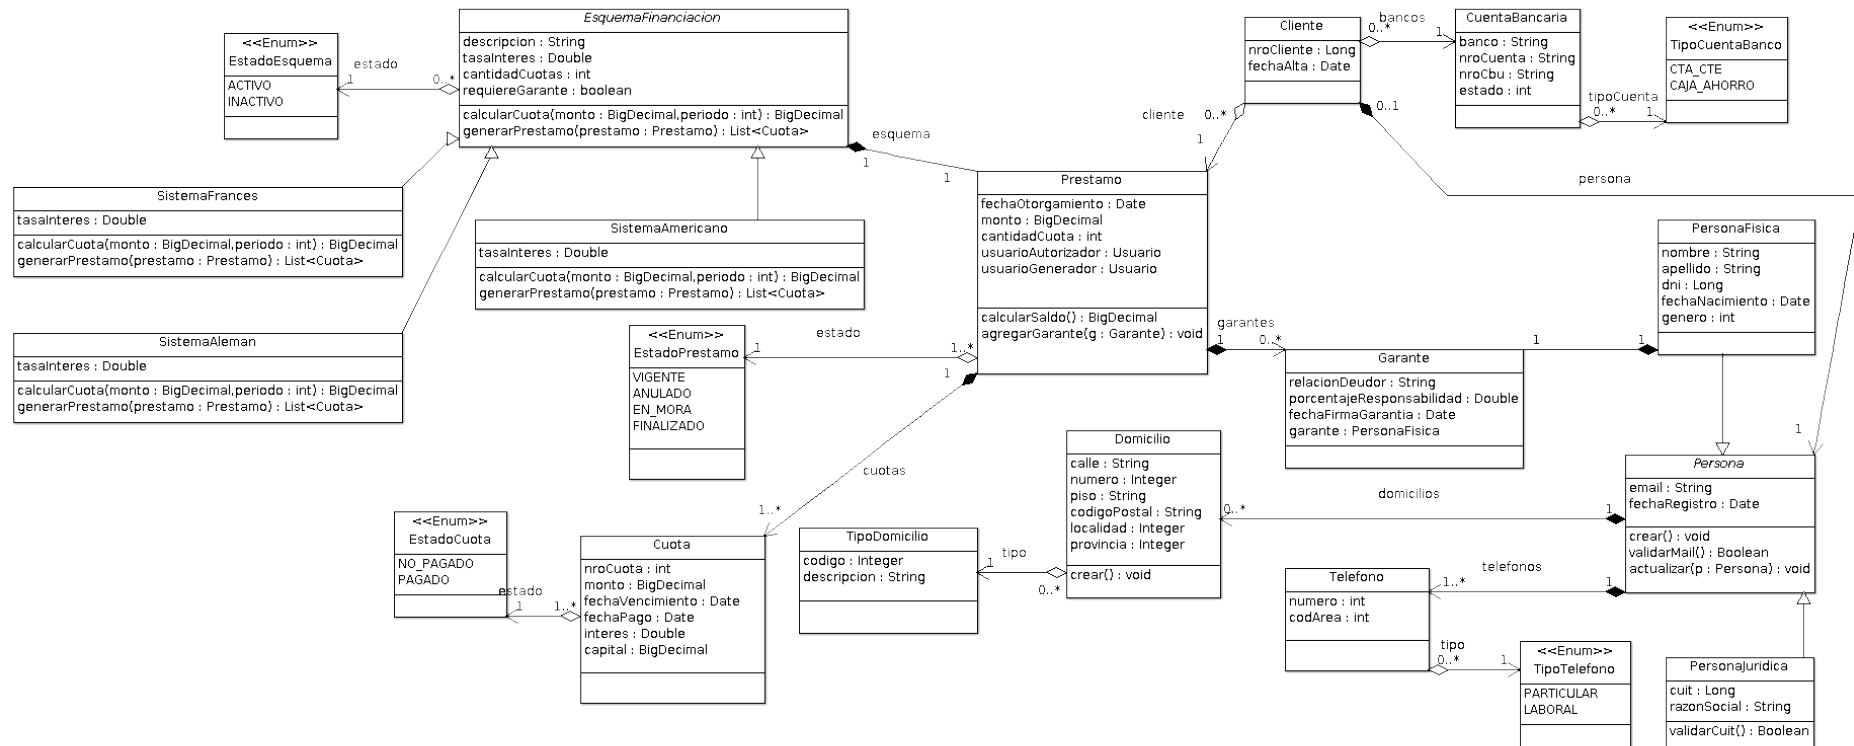 EsquemaFinanciacion
descripcion : String
tasaInteres : Double
cantidadCuotas : int
requiereGarante : boolean
calcularCuota(monto : BigDecimal,periodo : int) : BigDecimal
generarPrestamo(prestamo : Prestamo) : List<Cuota>
<<Enum>>
EstadoEsquema
ACTIVO
INACTIVO
estado
1
0..*
Cliente
nroCliente : Long
fechaAlta : Date
bancos
0..*
1
CuentaBancaria
banco : String
nroCuenta : String
nroCbu : String
estado : int
<<Enum>>
TipoCuentaBanco
CTA_CTE
CAJA_AHORRO
tipoCuenta
0..*
1
cliente
0..*
1
0..1
persona
1
esquema
1
1
SistemaFrances
tasaInteres : Double
calcularCuota(monto : BigDecimal,periodo : int) : BigDecimal
generarPrestamo(prestamo : Prestamo) : List<Cuota>
SistemaAmericano
tasaInteres : Double
calcularCuota(monto : BigDecimal,periodo : int) : BigDecimal
generarPrestamo(prestamo : Prestamo) : List<Cuota>
SistemaAleman
tasaInteres : Double
calcularCuota(monto : BigDecimal,periodo : int) : BigDecimal
generarPrestamo(prestamo : Prestamo) : List<Cuota>
Prestamo
fechaOtorgamiento : Date
monto : BigDecimal
cantidadCuota : int
usuarioAutorizador : Usuario
usuarioGenerador : Usuario
calcularSaldo() : BigDecimal
agregarGarante(g : Garante) : void
PersonaFisica
nombre : String
apellido : String
dni : Long
fechaNacimiento : Date
genero : int
<<Enum>>
EstadoPrestamo
VIGENTE
ANULADO
EN_MORA
FINALIZADO
estado
1
1..*
garantes
1
0..*
Garante
relacionDeudor : String
porcentajeResponsabilidad : Double
fechaFirmaGarantia : Date
garante : PersonaFisica
1
1
1
cuotas
1..*
Domicilio
calle : String
numero : Integer
piso : String
codigoPostal : String
localidad : Integer
provincia : Integer
crear() : void
domicilios
0..*
1
Persona
email : String
fechaRegistro : Date
crear() : void
validarMail() : Boolean
actualizar(p : Persona) : void
<<Enum>>
EstadoCuota
NO_PAGADO
PAGADO
estado
1
1..*
Cuota
nroCuota : int
monto : BigDecimal
fechaVencimiento : Date
fechaPago : Date
interes : Double
capital : BigDecimal
TipoDomicilio
codigo : Integer
descripcion : String
tipo
1
0..*
Telefono
numero : int
codArea : int
telefonos
1..*
1
tipo
0..*
1
<<Enum>>
TipoTelefono
PARTICULAR
LABORAL
PersonaJuridica
cuit : Long
razonSocial : String
validarCuit() : Boolean